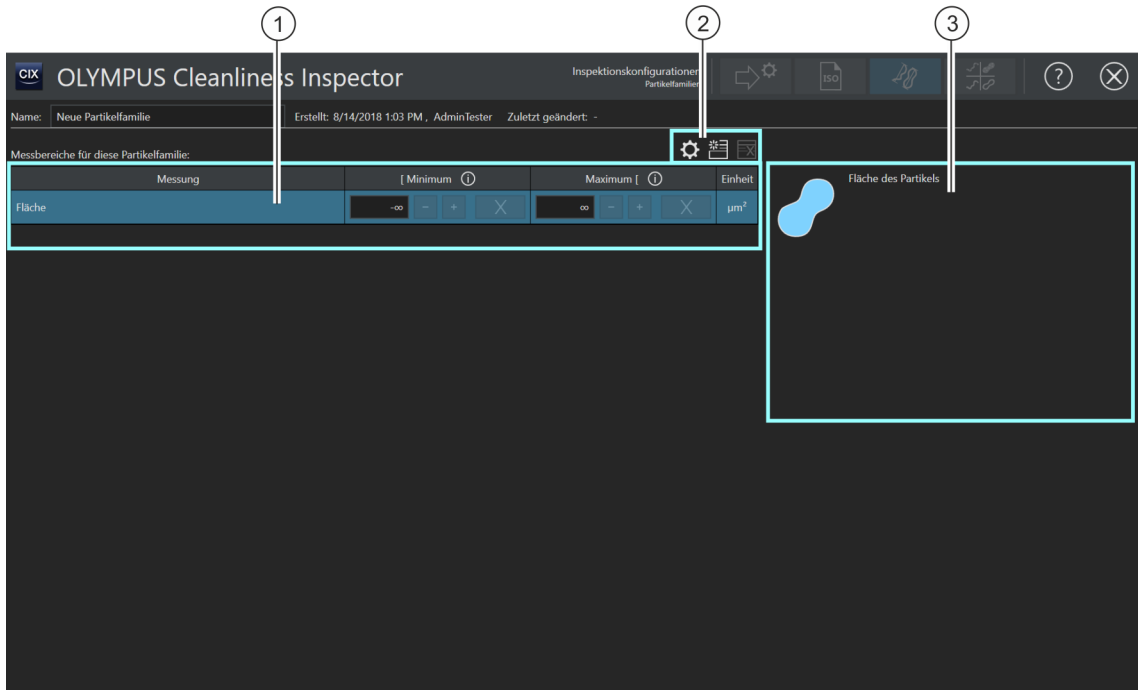 1
2
3
CIX
OLYMPUS Cleanliness Inspector
Inspektionskonfigurationen
Partikelfamilien
ISO
?
Name: Neue Partikelfamilie Erstellt: 8/14/2018 1:03 PM , AdminTester Zuletzt geändert: -
Messbereiche für diese Partikelfamilie:
Messung [ Minimum i Maximum [ i Einheit
Fläche -∞ - + X ∞ - + X µm²
Fläche des Partikels